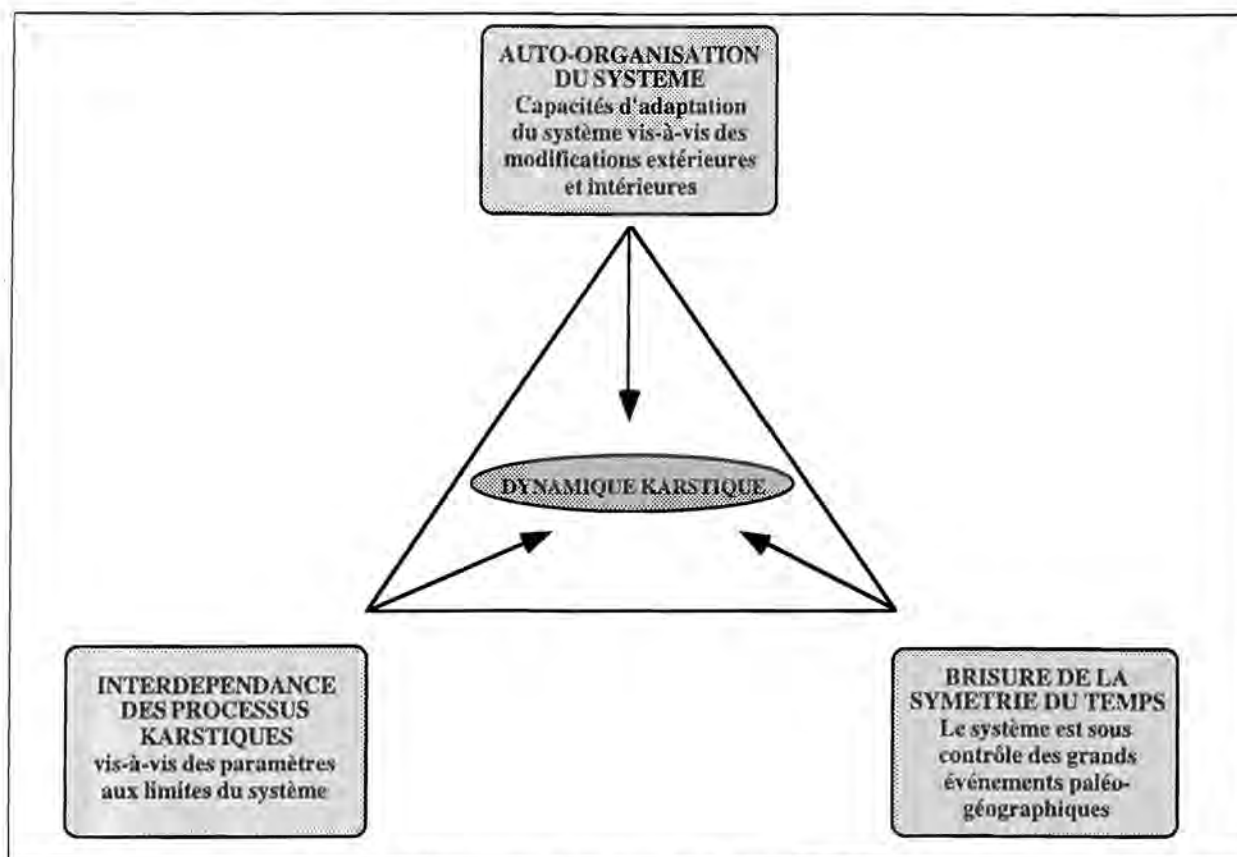 AUTO-ORGANISATION
DU SYSTEME
Capacités d'adaptation
du système vis-à-vis des
modifications extérieures
et intérieures
DYNAMIQUE KARSTIQUE
INTERDEPENDANCE
DES PROCESSUS
KARSTIQUES
vis-à-vis des paramètres
aux limites du système
BRISURE DE LA
SYMETRIE DU TEMPS
Le système est sous
contrôle des grands
événements paléo-
géographiques